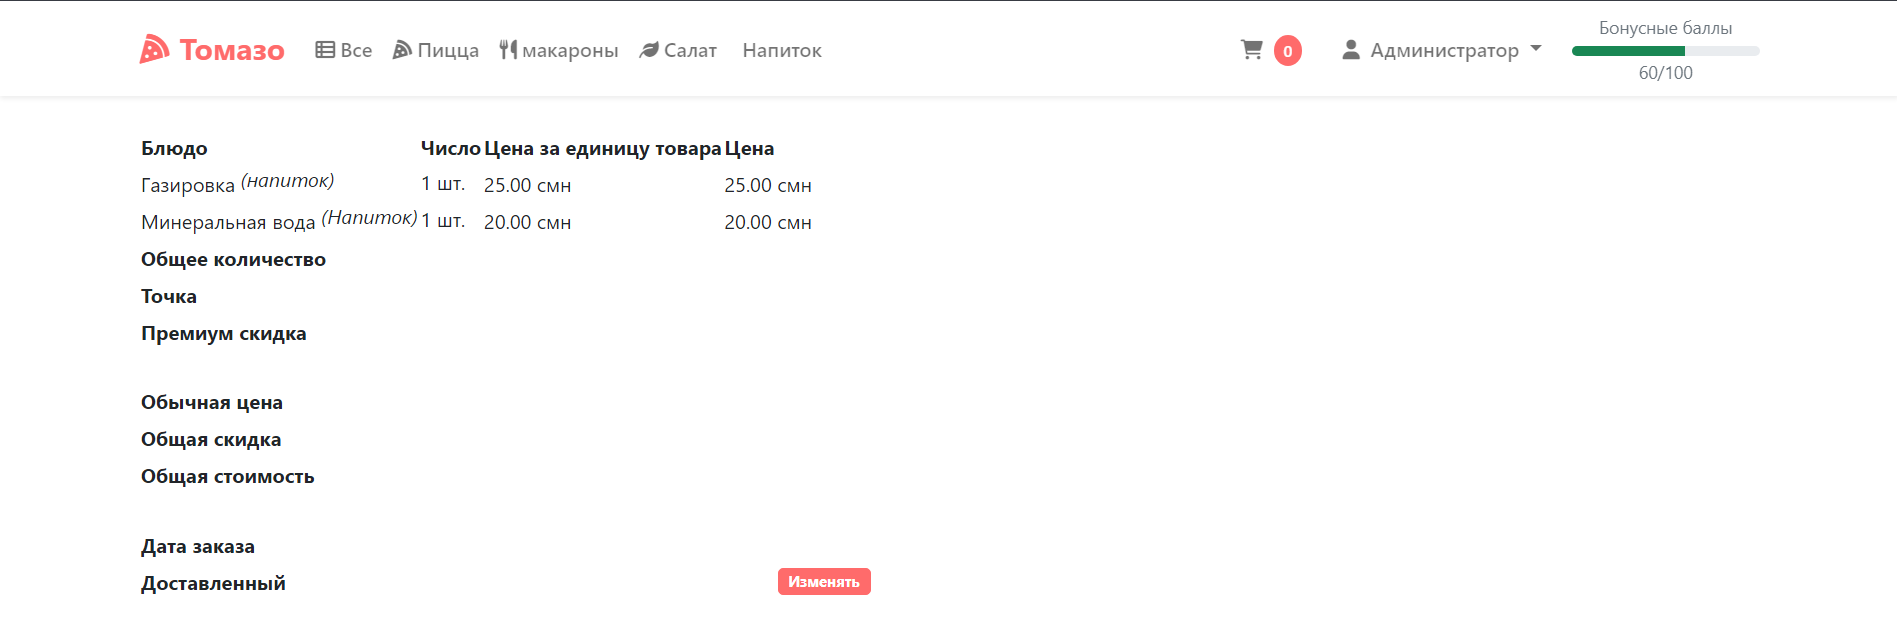 Томазо Все Пицца макароны Салат Напиток 0 Администратор Бонусные баллы
60/100
Блюдо Число Цена за единицу товара Цена
Газировка (напиток) 1 шт. 25.00 смн 25.00 смн
Минеральная вода (Напиток) 1 шт. 20.00 смн 20.00 смн
Общее количество
Точка
Премиум скидка
Обычная цена
Общая скидка
Общая стоимость
Дата заказа
Доставленный Изменять